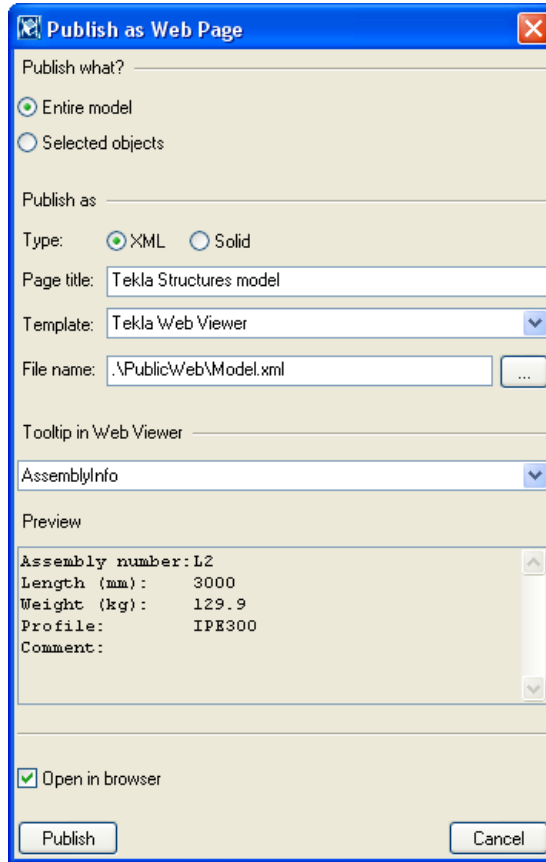 Publish as Web Page
Publish what?
Entire model
Selected objects
Publish as
Type: XML Solid
Page title: Tekla Structures model
Template: Tekla Web Viewer
File name: .\PublicWeb\Model.xml ...
Tooltip in Web Viewer
AssemblyInfo
Preview
Assembly number:L2
Length (mm): 3000
Weight (kg): 129.9
Profile: IPE300
Comment:
Open in browser
Publish Cancel